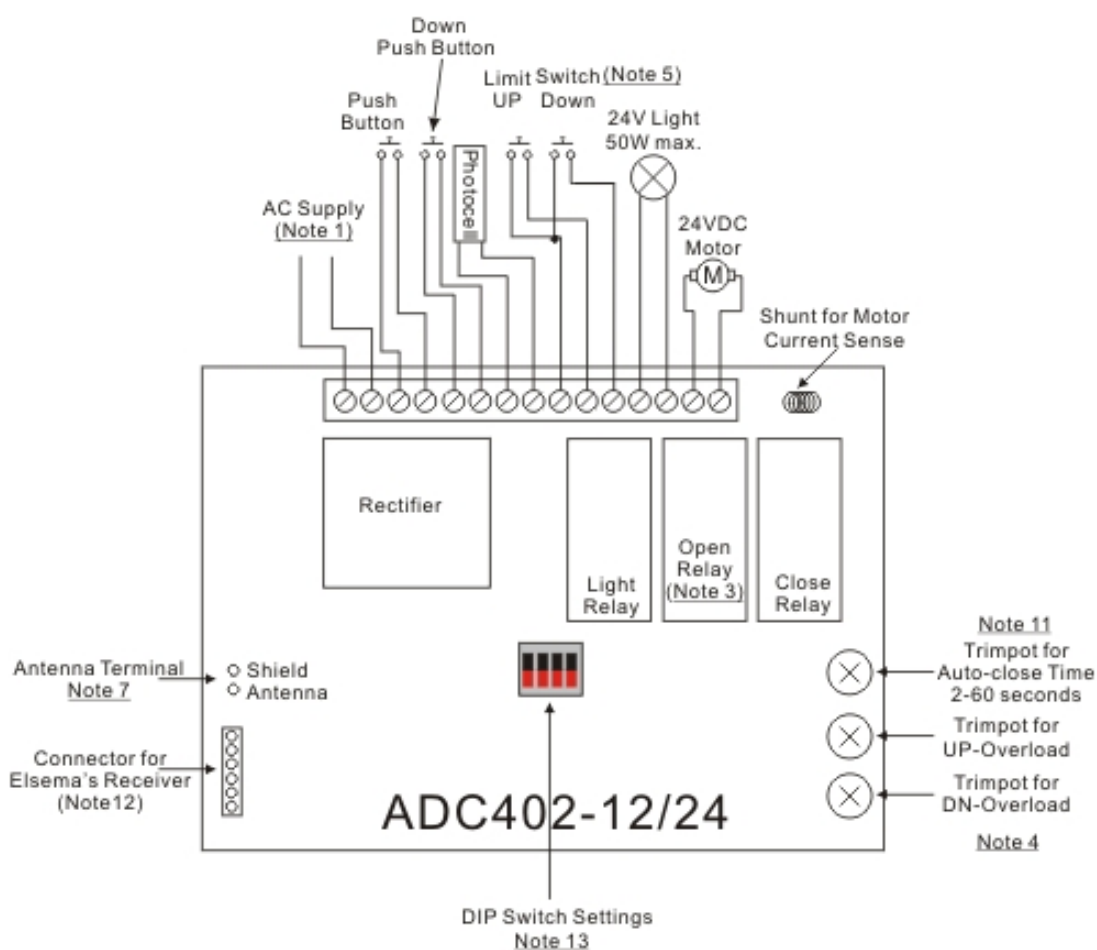 Down
Push Button
Push
Button
Photocell
Limit Switch (Note 5)
UP Down
24V Light
50W max.
AC Supply
(Note 1)
24VDC
Motor
M
Shunt for Motor
Current Sense
Rectifier
Light
Relay
Open
Relay
(Note 3)
Close
Relay
Antenna Terminal
Note 7
Shield
Antenna
Note 11
Trimpot for
Auto-close Time
2-60 seconds
Trimpot for
UP-Overload
Trimpot for
DN-Overload
Note 4
Connector for
Elsema's Receiver
(Note12)
ADC402-12/24
DIP Switch Settings
Note 13